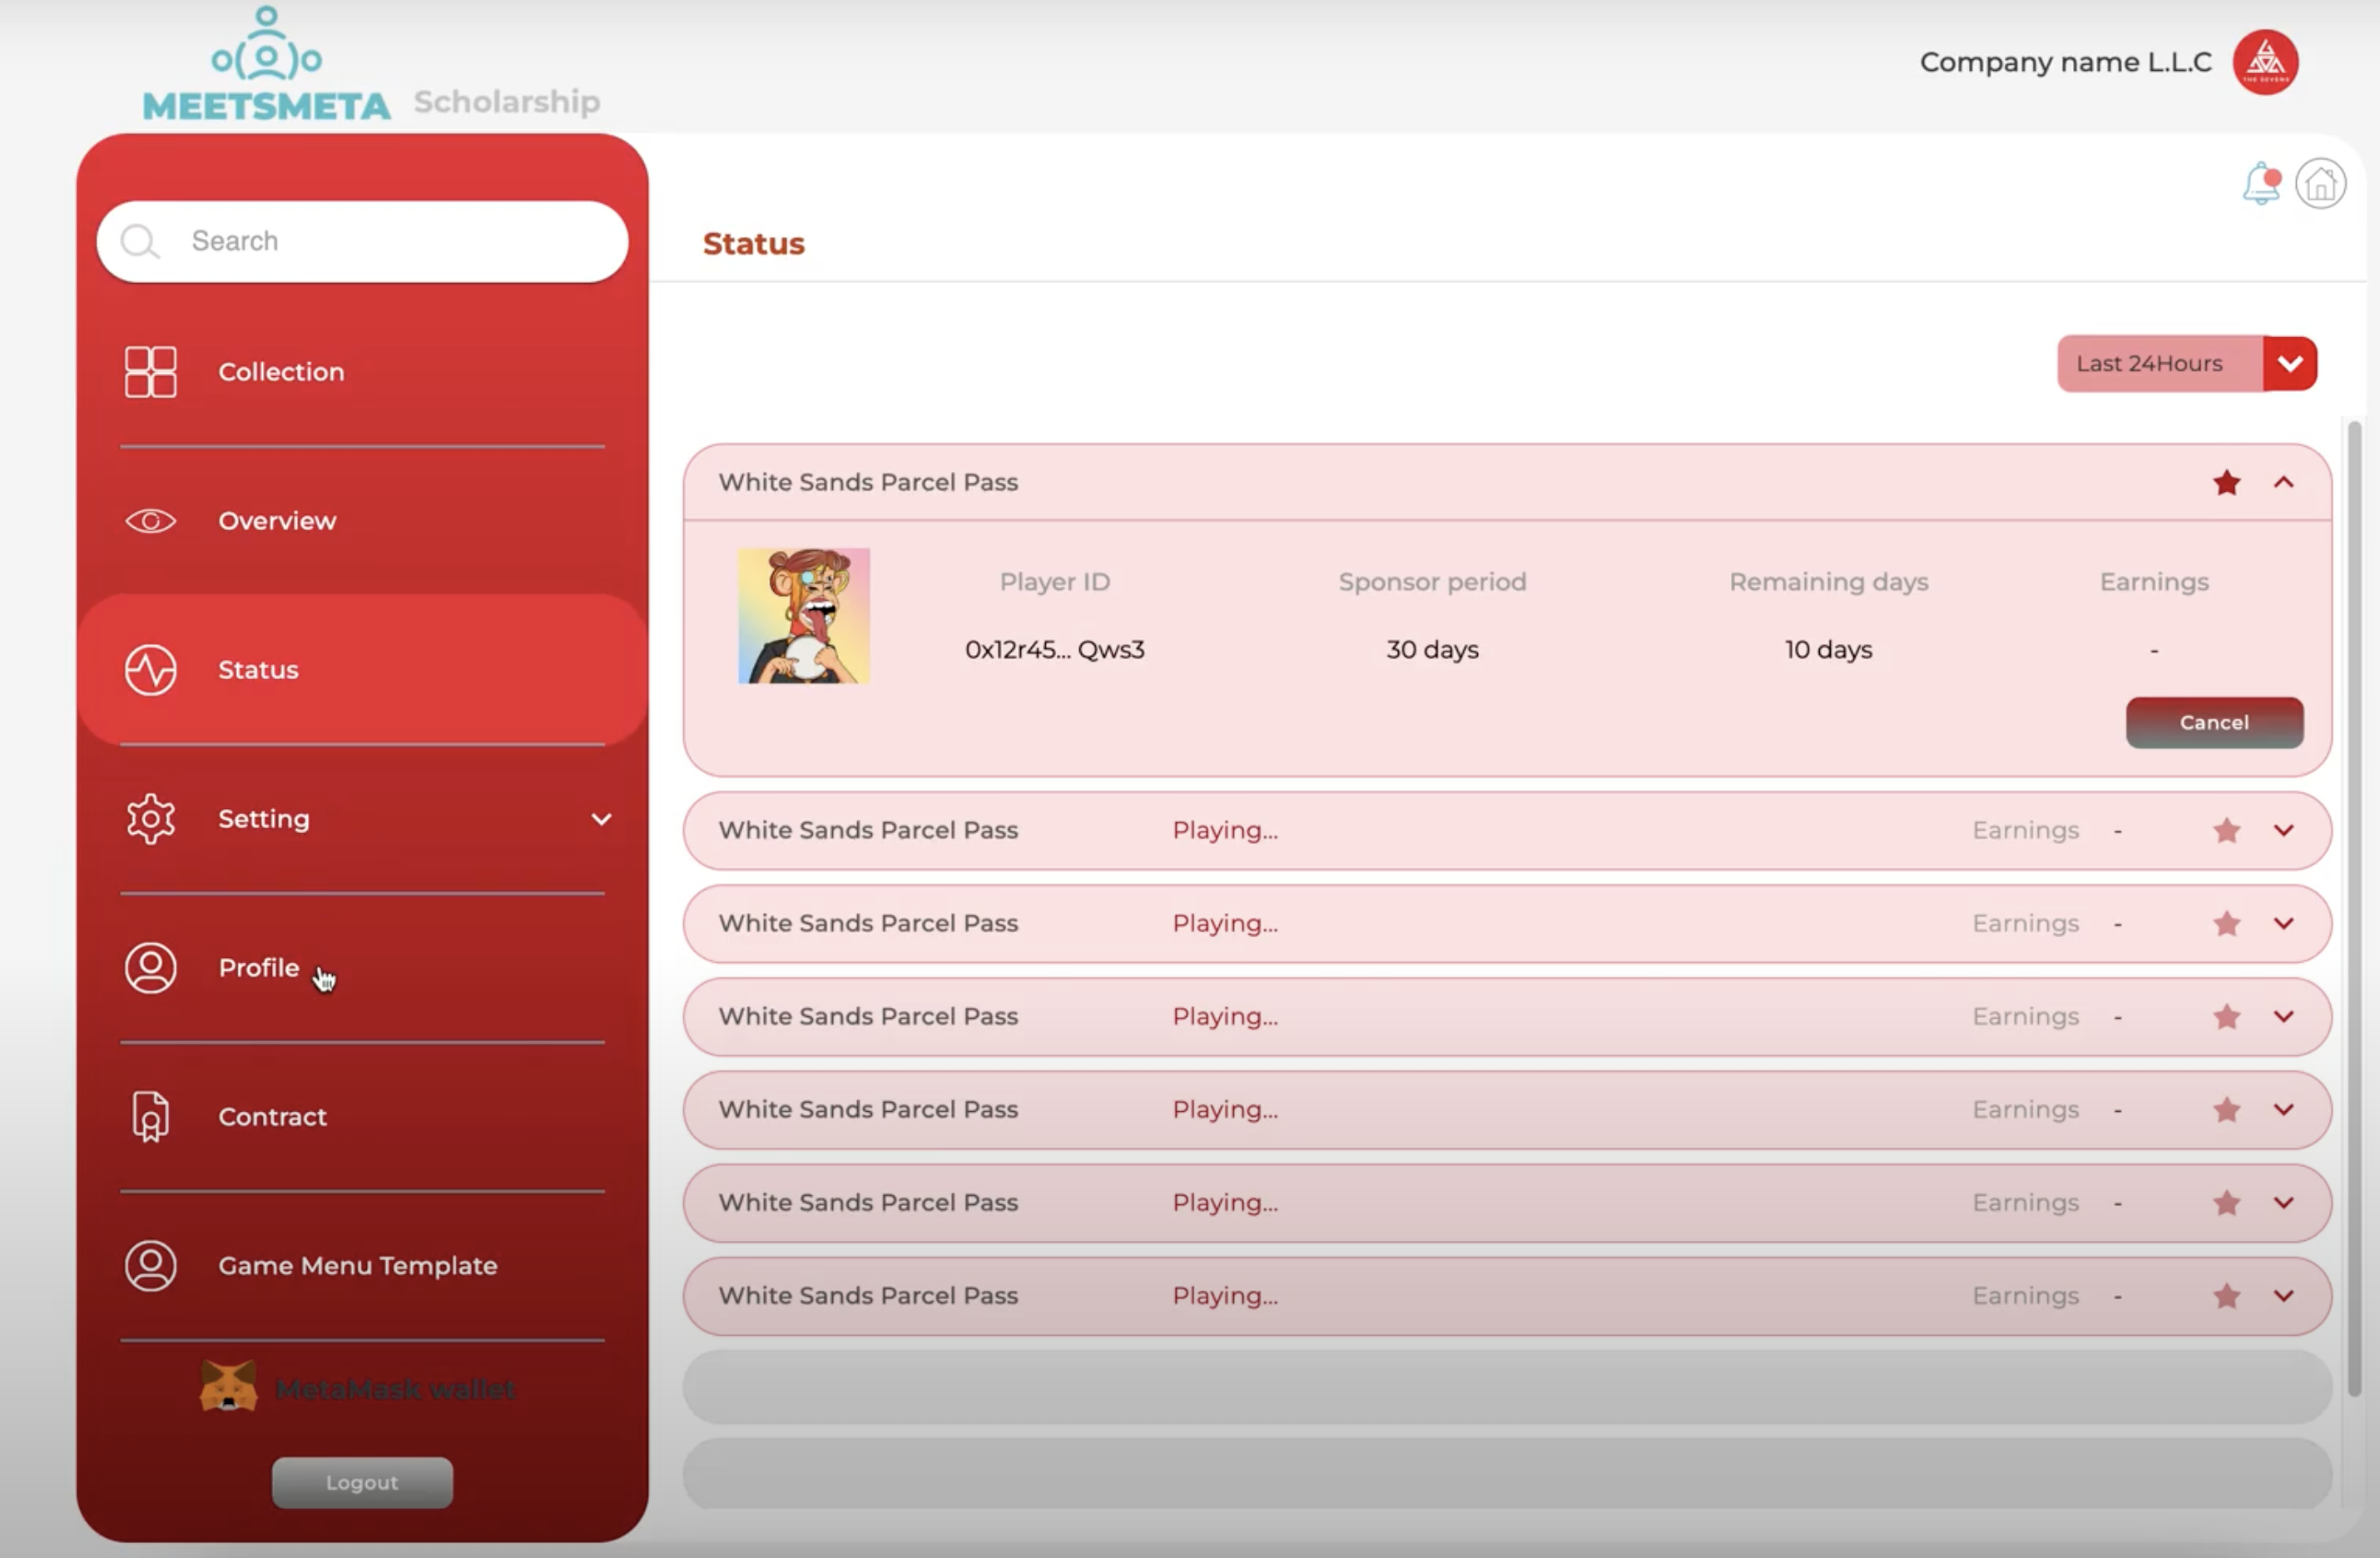 MEETSMETA Scholarship
Company name L.L.C
THE SEVENS
Search
Collection
Overview
Status
Setting
Profile
Contract
Game Menu Template
MetaMask wallet
Logout
Status
Last 24Hours
White Sands Parcel Pass
Player ID Sponsor period Remaining days Earnings
0x12r45... Qws3 30 days 10 days -
Cancel
White Sands Parcel Pass Playing... Earnings -
White Sands Parcel Pass Playing... Earnings -
White Sands Parcel Pass Playing... Earnings -
White Sands Parcel Pass Playing... Earnings -
White Sands Parcel Pass Playing... Earnings -
White Sands Parcel Pass Playing... Earnings -